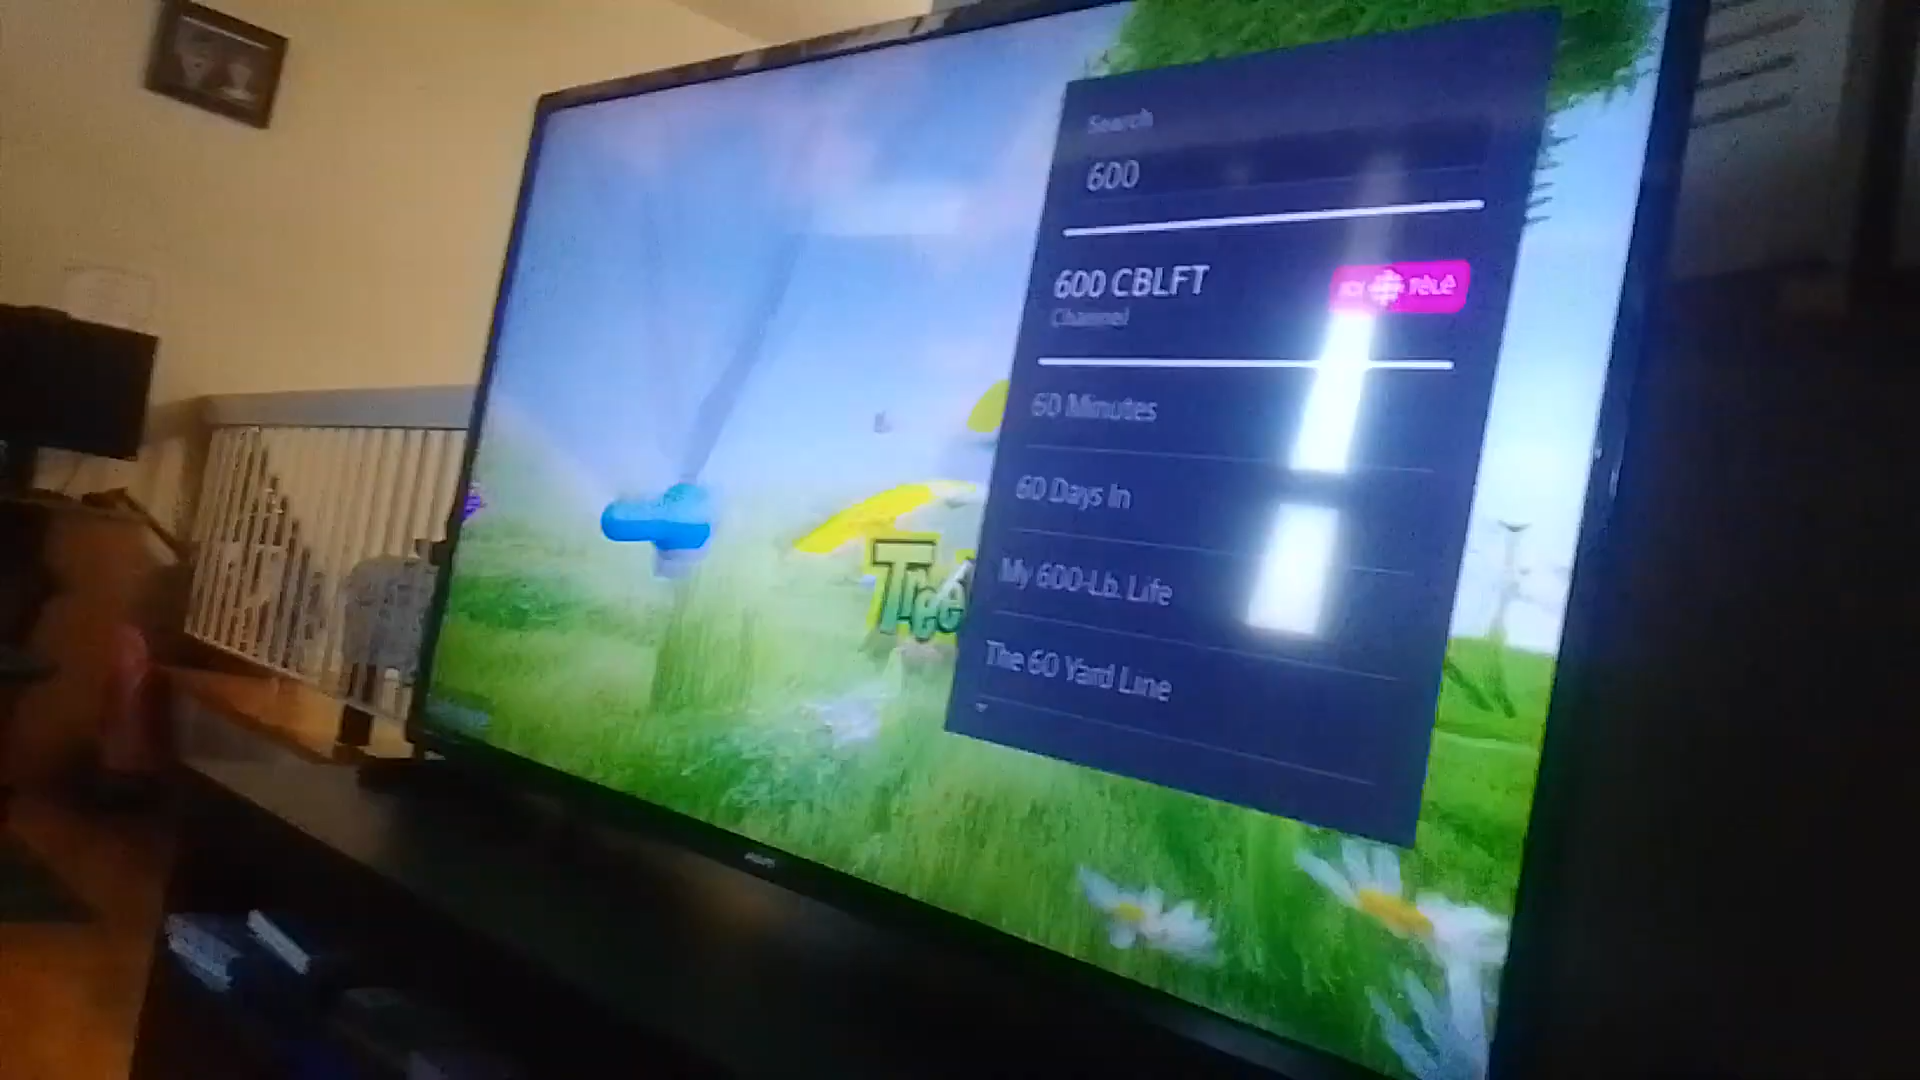 Search
600
600 CBLFT
ICI TÉLÉ
Channel
60 Minutes
60 Days In
My 600-Lb. Life
The 60 Yard Line
Tree